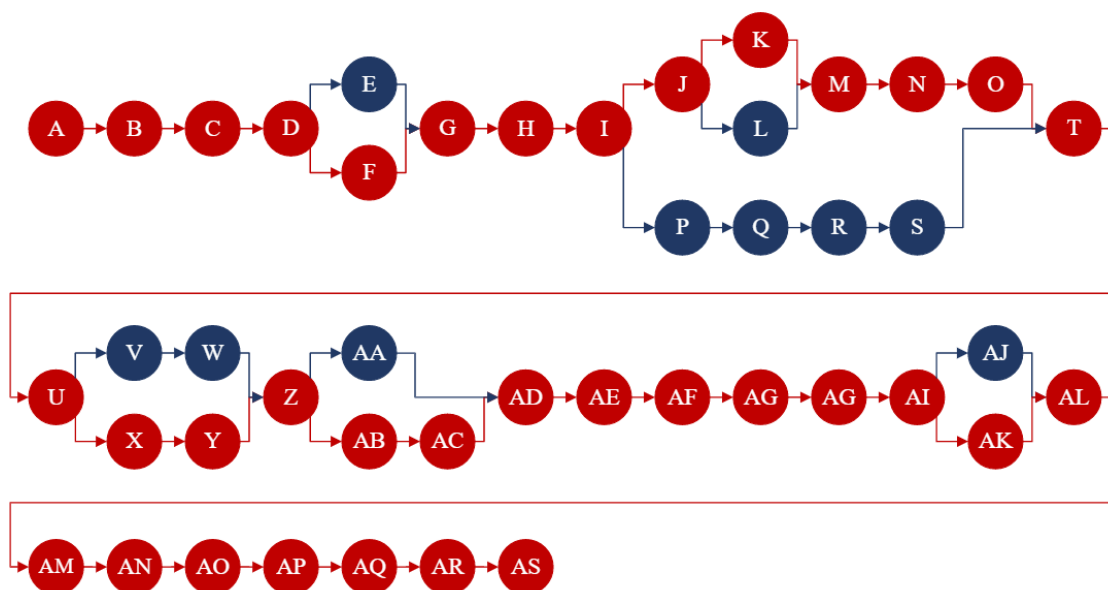 K
E J M N O
L
A B C D G H I T
F
P Q R S
V W AA AJ
U Z AD AE AF AG AG AI AL
X Y AB AC AK
AM AN AO AP AQ AR AS